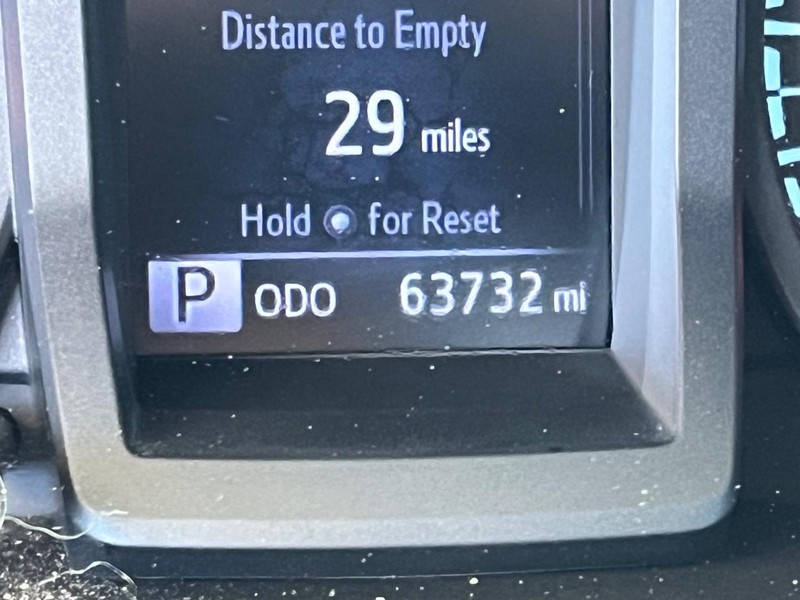 Distance to Empty
29 miles
Hold for Reset
P ODO 63732 mi